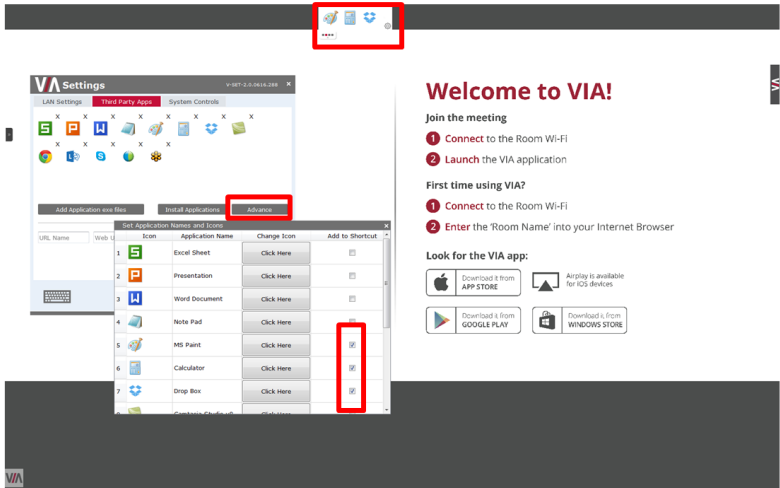 VIA Settings
V-SET-2.0.0616.288 ×
LAN Settings Third Party Apps System Controls
X X X X X X X X
X X X X X
Add Application exe files Install Applications Advance
URL Name Web U
Set Application Names and Icons ×
Icon Application Name Change Icon Add to Shortcut
1 Excel Sheet Click Here
2 Presentation Click Here
3 Word Document Click Here
4 Note Pad Click Here
5 MS Paint Click Here
6 Calculator Click Here
7 Drop Box Click Here
Click Here
Welcome to VIA!
Join the meeting
1 Connect to the Room Wi-Fi
2 Launch the VIA application
First time using VIA?
1 Connect to the Room Wi-Fi
2 Enter the 'Room Name' into your Internet Browser
Look for the VIA app:
Download it from
APP STORE
Airplay is available
for IOS devices
Download it from
GOOGLE PLAY
Download it from
WINDOWS STORE
VIA
VIA